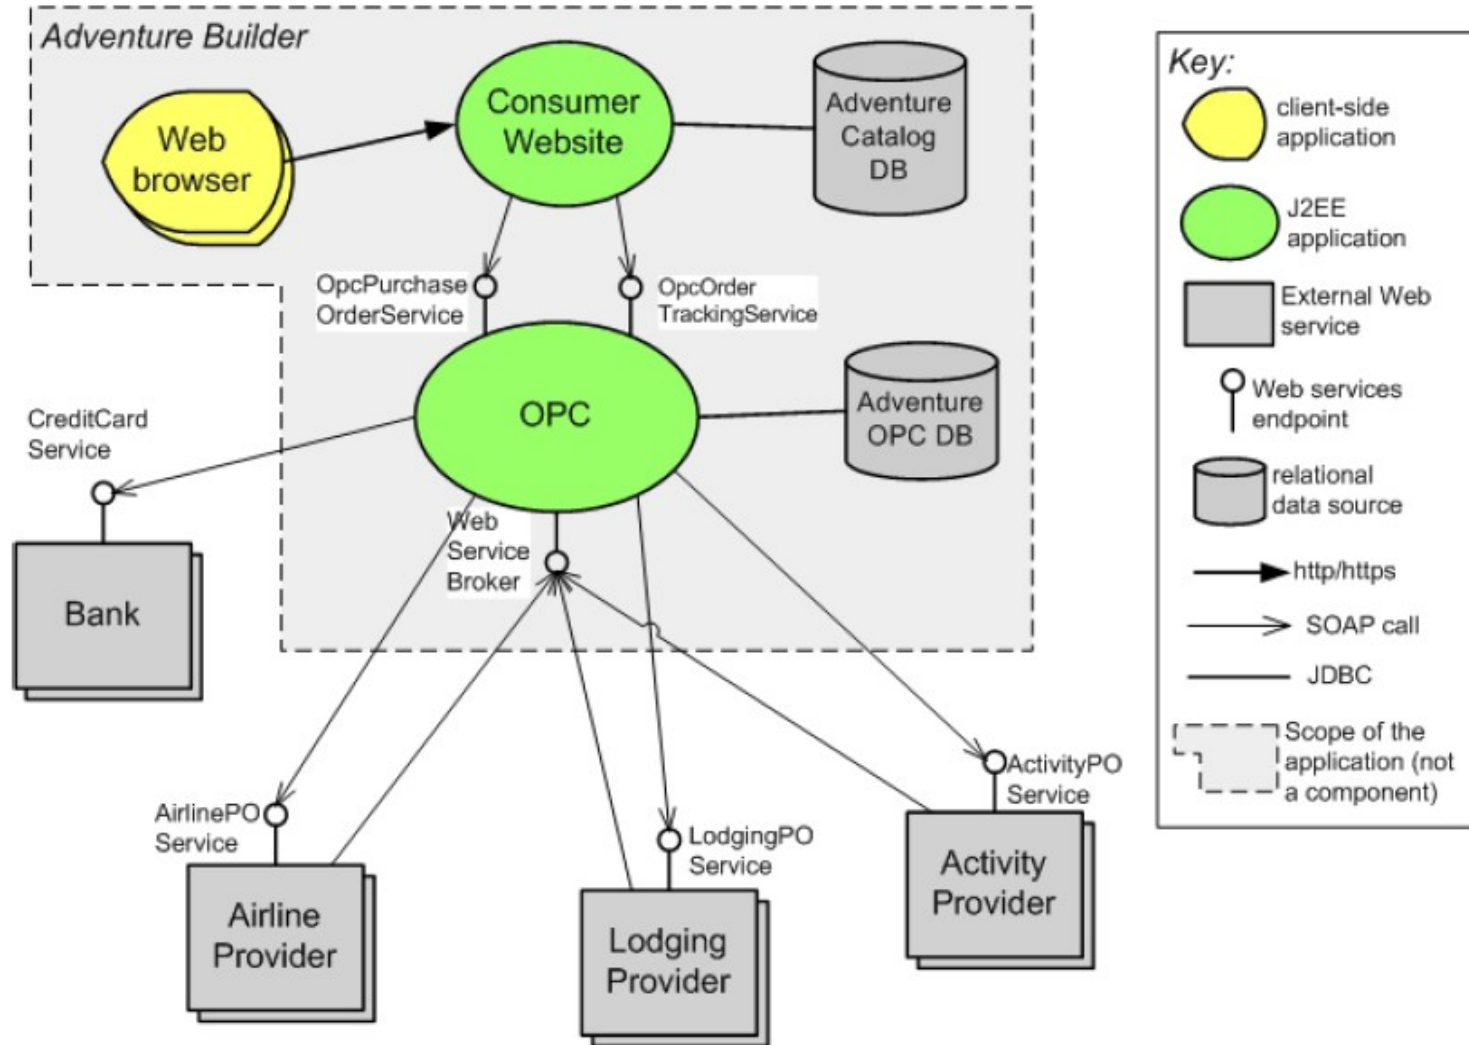 Adventure Builder
Web
browser
Consumer
Website
Adventure
Catalog
DB
OpcPurchase
OrderService
OpcOrder
TrackingService
OPC
Adventure
OPC DB
CreditCard
Service
Bank
Web
Service
Broker
AirlinePO
Service
Airline
Provider
LodgingPO
Service
Lodging
Provider
ActivityPO
Service
Activity
Provider
Key:
client-side
application
J2EE
application
External Web
service
Web services
endpoint
relational
data source
http/https
SOAP call
JDBC
Scope of the
application (not
a component)